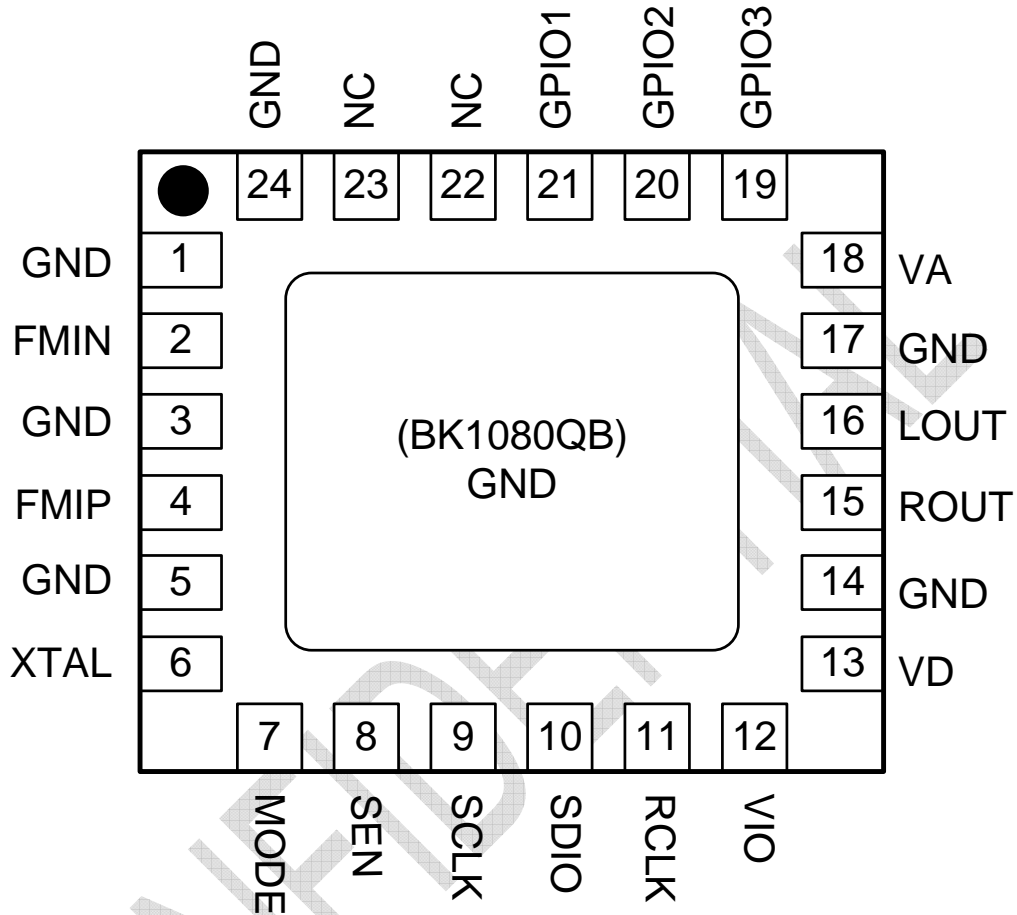 GND
NC
NC
GPIO1
GPIO2
GPIO3
24
23
22
21
20
19
GND 1
FMIN 2
GND 3
FMIP 4
GND 5
XTAL 6
18 VA
17 GND
16 LOUT
15 ROUT
14 GND
13 VD
(BK1080QB)
GND
7
8
9
10
11
12
MODE
SEN
SCLK
SDIO
RCLK
VIO